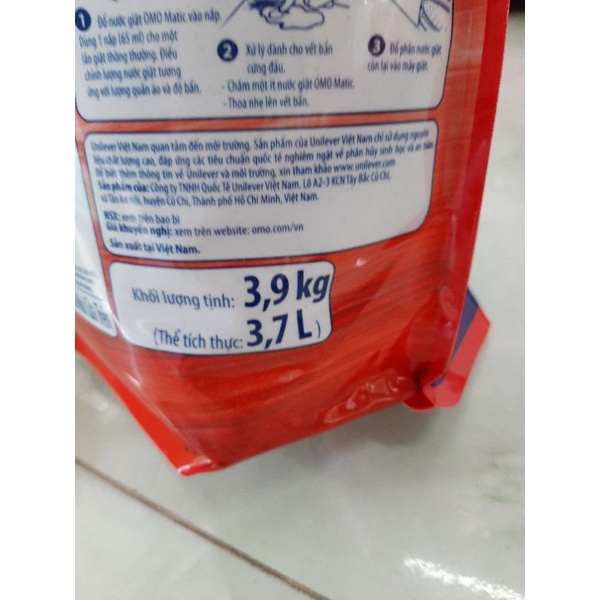 1 Đổ nước giặt OMO Matic vào nắp.
Dùng 1 nắp (65 ml) cho một
lần giặt thông thường. Điều
chỉnh lượng nước giặt tương
ứng với lượng quần áo và độ bẩn.
2 Xử lý dành cho vết bẩn
cứng đầu.
- Chấm một ít nước giặt OMO Matic.
- Thoa nhẹ lên vết bẩn.
3 Đổ phần nước giặt
còn lại vào máy giặt.
Unilever Việt Nam quan tâm đến môi trường. Sản phẩm của Unilever Việt Nam chỉ sử dụng nguyên
liệu chất lượng cao, đáp ứng các tiêu chuẩn quốc tế nghiêm ngặt về phân hủy sinh học và an toàn
Để biết thêm thông tin về Unilever và môi trường, xin tham khảo www.unilever.com
Sản phẩm của: Công ty TNHH Quốc Tế Unilever Việt Nam. Lô A2-3 KCN Tây Bắc Củ Chi,
xã Tân An Hội, huyện Củ Chi, Thành phố Hồ Chí Minh, Việt Nam.
NSX: xem trên bao bì
Giá khuyến nghị: xem trên website: omo.com/vn
Sản xuất tại Việt Nam.
Khối lượng tịnh: 3,9 kg
(Thể tích thực: 3,7 L)